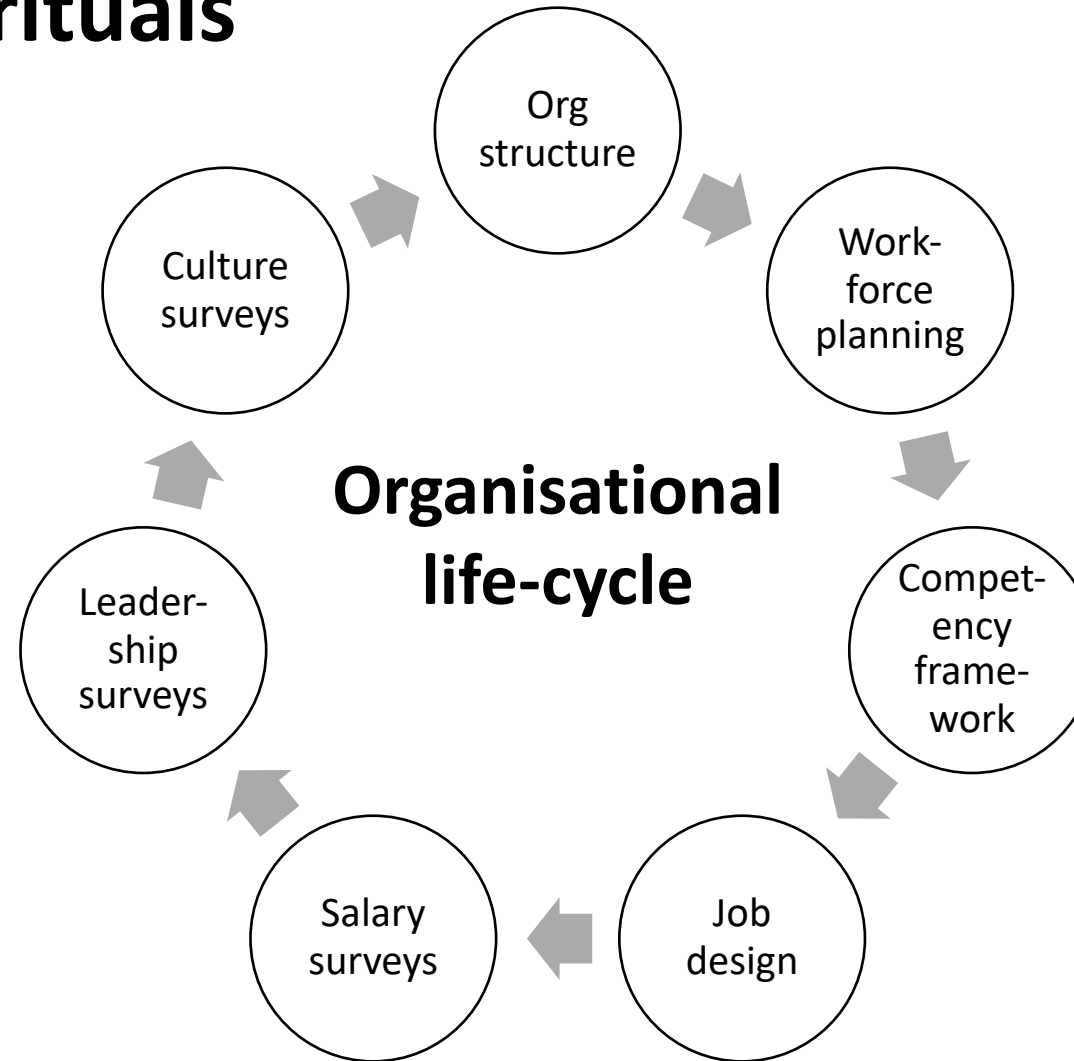 rituals
Org
structure
Work-
force
planning
Compet-
ency
frame-
work
Job
design
Salary
surveys
Leader-
ship
surveys
Culture
surveys
Organisational
life-cycle